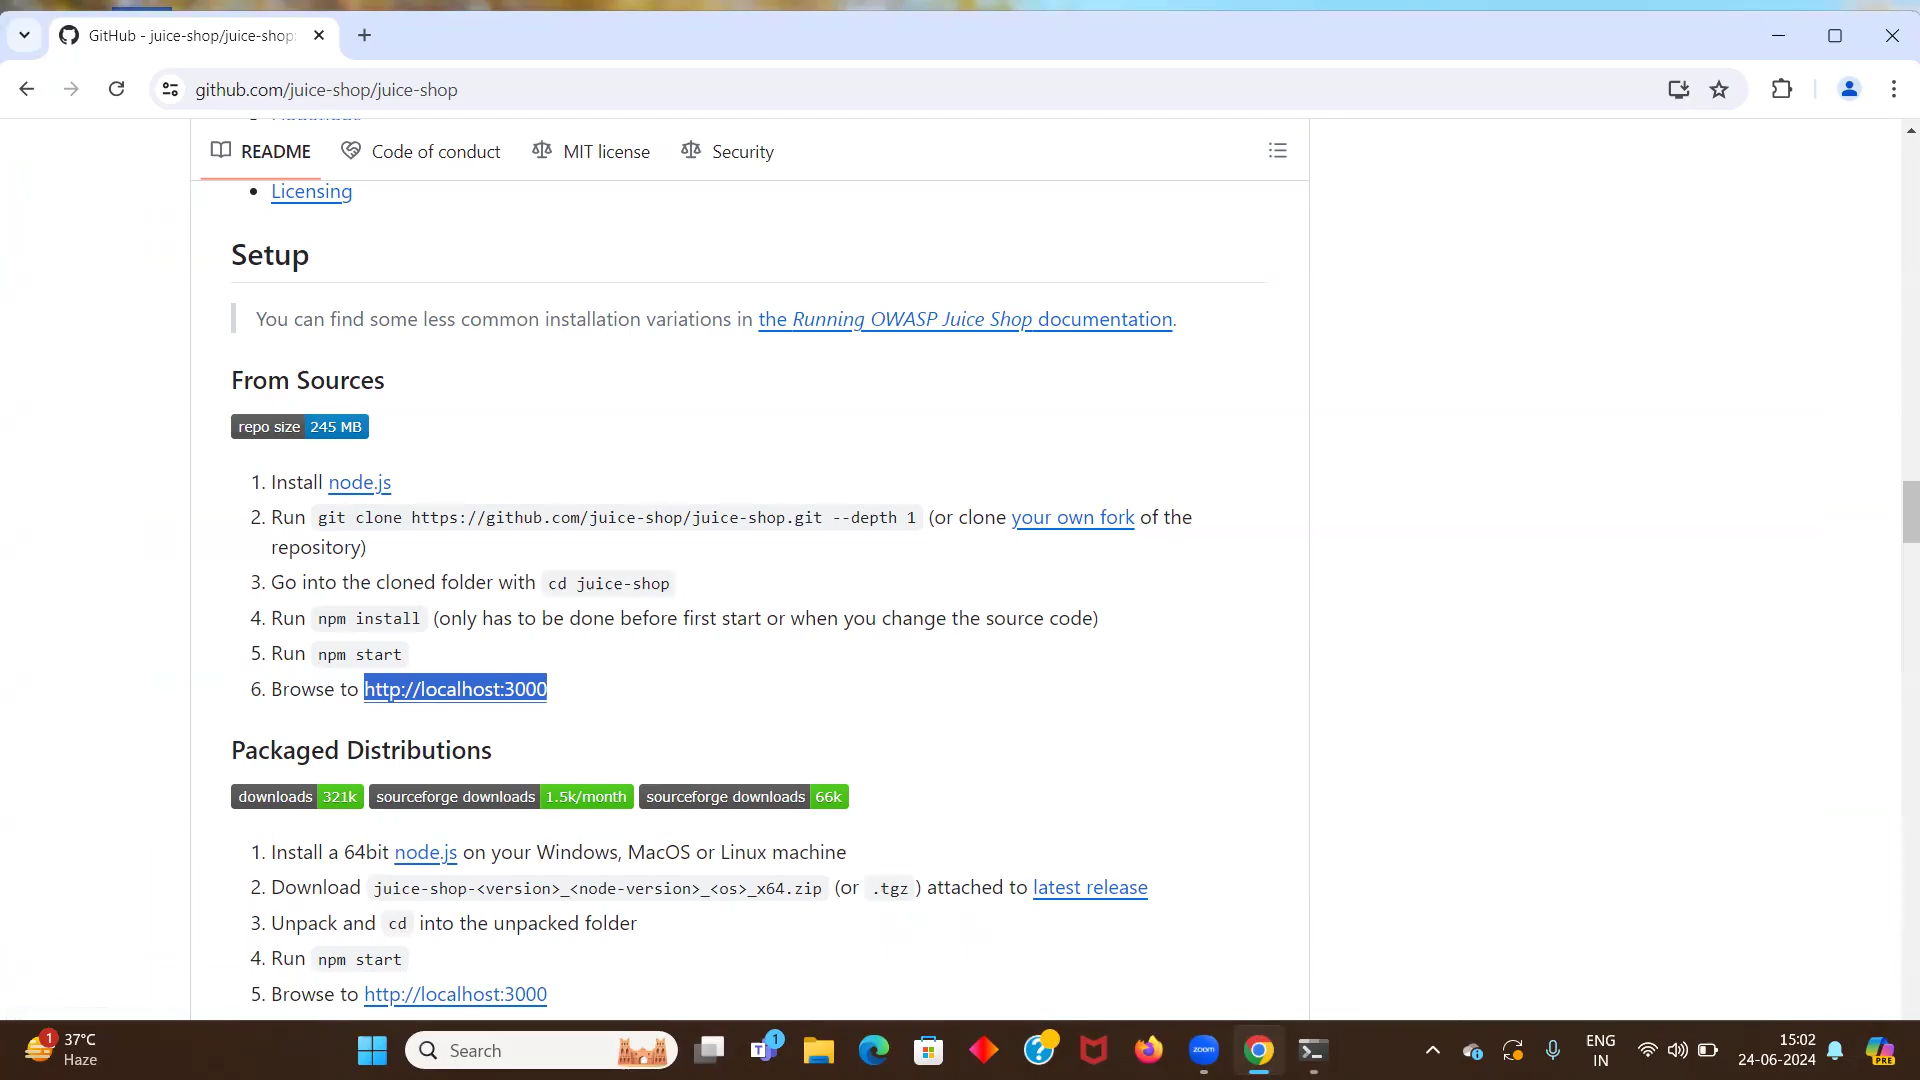 GitHub - juice-shop/juice-shop:
github.com/juice-shop/juice-shop
README
Code of conduct
MIT license
Security
Licensing
Setup
You can find some less common installation variations in the Running OWASP Juice Shop documentation.
From Sources
repo size 245 MB
1. Install node.js
2. Run git clone https://github.com/juice-shop/juice-shop.git --depth 1 (or clone your own fork of the
repository)
3. Go into the cloned folder with cd juice-shop
4. Run npm install (only has to be done before first start or when you change the source code)
5. Run npm start
6. Browse to http://localhost:3000
Packaged Distributions
downloads 321k sourceforge downloads 1.5k/month sourceforge downloads 66k
1. Install a 64bit node.js on your Windows, MacOS or Linux machine
2. Download juice-shop-<version>_<node-version>_<os>_x64.zip (or .tgz ) attached to latest release
3. Unpack and cd into the unpacked folder
4. Run npm start
5. Browse to http://localhost:3000
1
37°C
Haze
Search
1
zoom
ENG
IN
15:02
24-06-2024
PRE